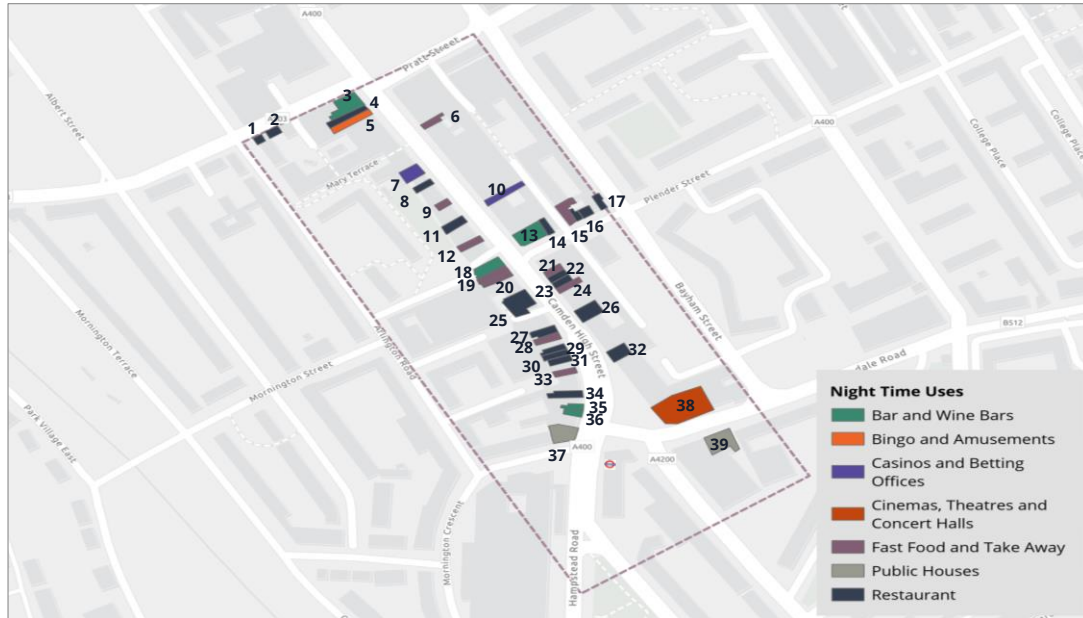 A400
Pratt Street
Albert Street
3
4
5
6
1
2
A503
A400
College Place
College Place
Mary Terrace
7
8
9
10
11
12
13
14
15
16
17
Plender Street
18
19
20
21
22
23
24
25
26
Camden High Street
Bayham Street
B512
Mornington Terrace
Arlington Road
27
28
29
30
31
32
33
34
35
36
37
38
39
Mornington Street
dale Road
Park Village East
A400
A4200
Mornington Crescent
Hampstead Road
Night Time Uses
Bar and Wine Bars
Bingo and Amusements
Casinos and Betting
Offices
Cinemas, Theatres and
Concert Halls
Fast Food and Take Away
Public Houses
Restaurant